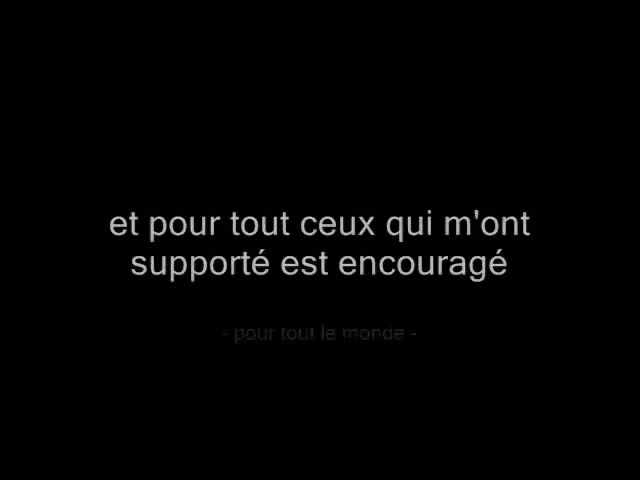 et pour tout ceux qui m'ont
supporté est encouragé
- pour tout le monde -